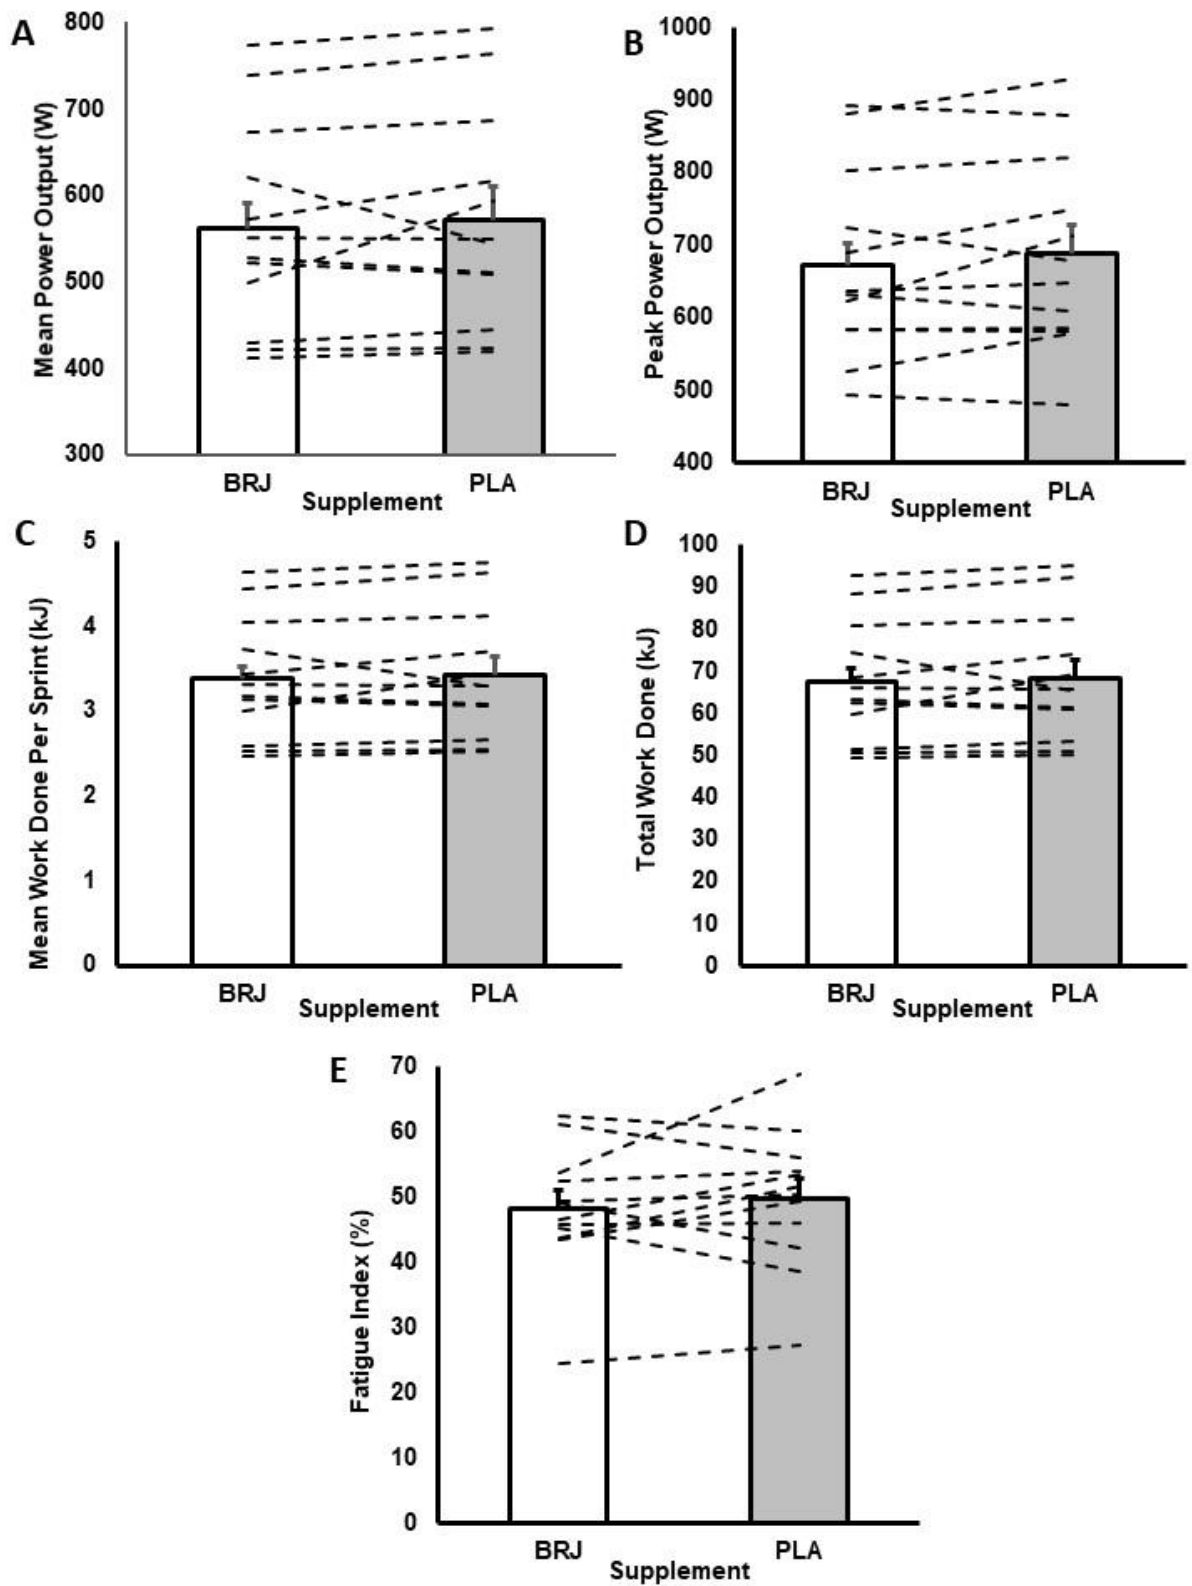 A
Mean Power Output (W)
800
700
600
500
400
300
BRJ
PLA
Supplement
B
Peak Power Output (W)
1000
900
800
700
600
500
400
BRJ
PLA
Supplement
C
Mean Work Done Per Sprint (kJ)
5
4
3
2
1
0
BRJ
PLA
Supplement
D
Total Work Done (kJ)
100
90
80
70
60
50
40
30
20
10
0
BRJ
PLA
Supplement
E
Fatigue Index (%)
70
60
50
40
30
20
10
0
BRJ
PLA
Supplement